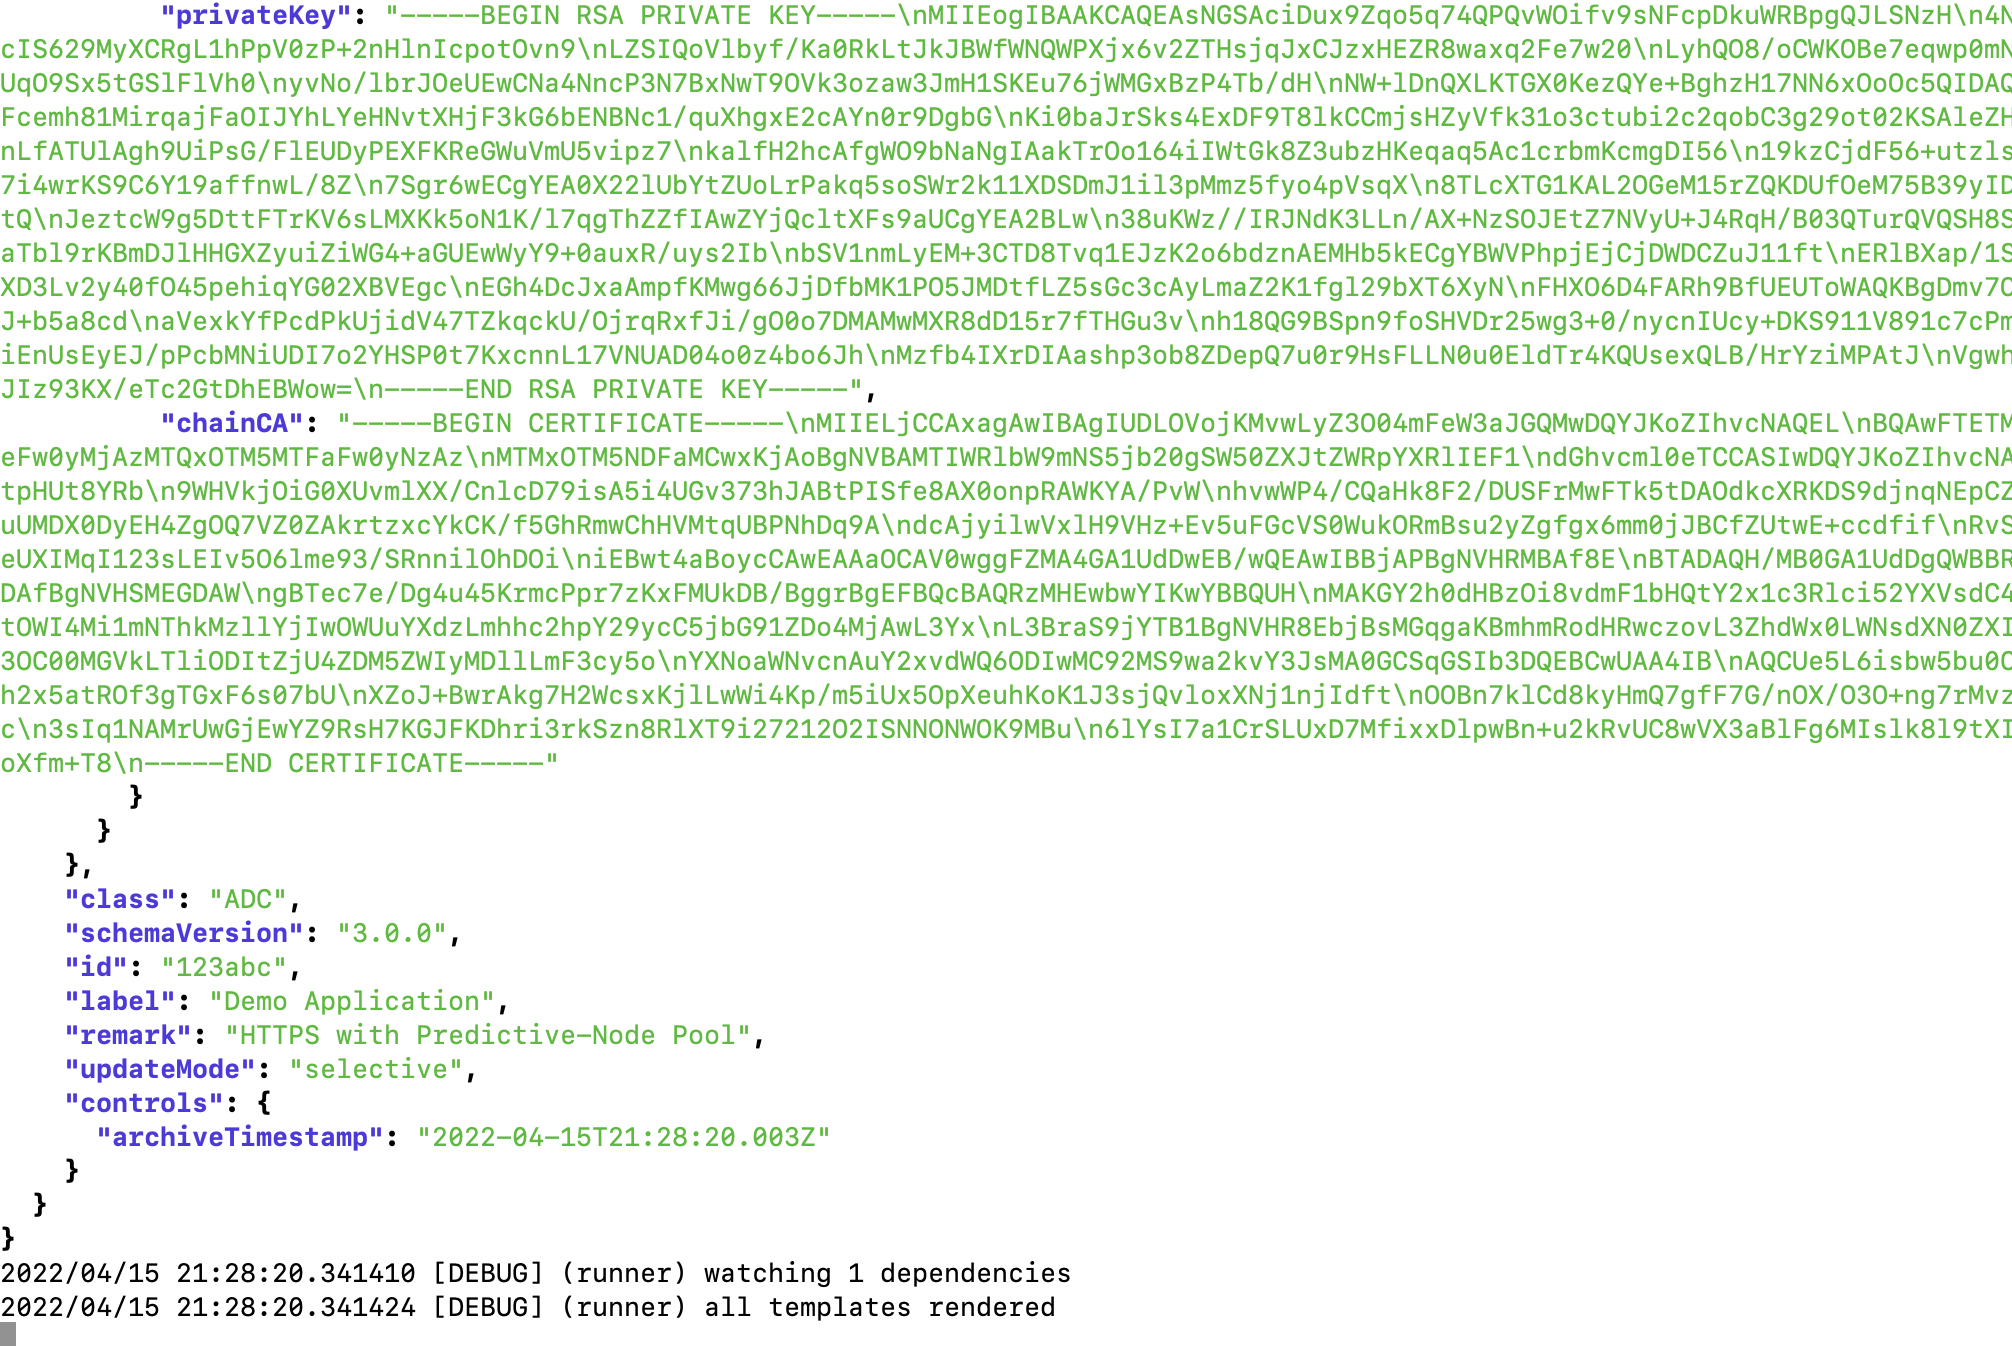 "privateKey": "-----BEGIN RSA PRIVATE KEY-----\nMIIEogIBAAKCAQEAsNGSAciDux9Zqo5q74QPQvWOifv9sNFcpDkuWRBpgQJLSNzH\n4N
cIS629MyXCRgL1hPpV0zP+2nHlnIcpotOvn9\nLZSIQoVlbyf/Ka0RkLtJkJBWfWNQWPXjx6v2ZTHsjqJxCJzxHEZR8waxq2Fe7w20\nLyhQO8/oCWKOBe7eqwp0mN
UqO9Sx5tGSlFlVh0\nyvNo/lbrJOeUEwCNa4NncP3N7BxNwT9OVk3ozaw3JmH1SKEu76jWMGxBzP4Tb/dH\nNW+lDnQXLKTGX0KezQYe+BghzH17NN6xOoOc5QIDAQ
Fcemh81MirqajFaOIJYhLYeHNvtXHjF3kG6bENBNc1/quXhgxE2cAYn0r9DgbG\nKi0baJrSks4ExDF9T8lkCCmjsHZyVfk31o3ctubi2c2qobC3g29ot02KSAleZH
nLfATUlAgh9UiPsG/FlEUDyPEXFKReGWuVmU5vipz7\nkalfH2hcAfgWO9bNaNgIAakTrOo164iIWtGk8Z3ubzHKeqaq5Ac1crbmKcmgDI56\n19kzCjdF56+utzls
7i4wrKS9C6Y19affnwL/8Z\n7Sgr6wECgYEA0X22lUbYtZUoLrPakq5soSWr2k11XDSDmJ1il3pMmz5fyo4pVsqX\n8TLcXTG1KAL2OGeM15rZQKDUfOeM75B39yID
tQ\nJeztcW9g5DttFTrKV6sLMXKk5oN1K/l7qgThZZfIAwZYjQcltXFs9aUCgYEA2BLw\n38uKWz//IRJNdK3LLn/AX+NzSOJEtZ7NVyU+J4RqH/B03QTurQVQSH8S
aTbl9rKBmDJlHHGXZyuiZiWG4+aGUEwWyY9+0auxR/uys2Ib\nbSV1nmLyEM+3CTD8Tvq1EJzK2o6bdznAEMHb5kECgYBWVPhpjEjCjDWDCZuJ11ft\nERlBXap/1S
XD3Lv2y40fO45pehiqYG02XBVEgc\nEGh4DcJxaAmpfKMwg66JjDfbMK1PO5JMDtfLZ5sGc3cAyLmaZ2K1fgl29bXT6XyN\nFHXO6D4FARh9BfUEUToWAQKBgDmv7C
J+b5a8cd\naVexkYfPcdPkUjidV47TZkqckU/OjrqRxfJi/gO0o7DMAMwMXR8dD15r7fTHGu3v\nh18QG9BSpn9foSHVDr25wg3+0/nycnIUcy+DKS911V891c7cPm
iEnUsEyEJ/pPcbMNiUDI7o2YHSP0t7KxcnnL17VNUAD04o0z4bo6Jh\nMzfb4IXrDIAashp3ob8ZDepQ7u0r9HsFLLN0u0EldTr4KQUsexQLB/HrYziMPAtJ\nVgwh
JIz93KX/eTc2GtDhEBWow=\n-----END RSA PRIVATE KEY-----",
"chainCA": "-----BEGIN CERTIFICATE-----\nMIIELjCCAxagAwIBAgIUDLOVojKMvwLyZ3O04mFeW3aJGQMwDQYJKoZIhvcNAQEL\nBQAwFTETM
eFw0yMjAzMTQxOTM5MTFaFw0yNzAz\nMTMxOTM5NDFaMCwxKjAoBgNVBAMTIWRlbW9mNS5jb20gSW50ZXJtZWRpYXRlIEF1\ndGhvcml0eTCCASIwDQYJKoZIhvcNA
tpHUt8YRb\n9WHVkjOiG0XUvmlXX/CnlcD79isA5i4UGv373hJABtPISfe8AX0onpRAWKYA/PvW\nhvwWP4/CQaHk8F2/DUSFrMwFTk5tDAOdkcXRKDS9djnqNEpCZ
uUMDX0DyEH4ZgOQ7VZ0ZAkrtzxcYkCK/f5GhRmwChHVMtqUBPNhDq9A\ndcAjyilwVxlH9VHz+Ev5uFGcVS0WukORmBsu2yZgfgx6mm0jJBCfZUtwE+ccdfif\nRvS
eUXIMqI123sLEIv5O6lme93/SRnnilOhDOi\niEBwt4aBoycCAwEAAaOCAV0wggFZMA4GA1UdDwEB/wQEAwIBBjAPBgNVHRMBAf8E\nBTADAQH/MB0GA1UdDgQWBBR
DAfBgNVHSMEGDAW\ngBTec7e/Dg4u45KrmcPpr7zKxFMUkDB/BggrBgEFBQcBAQRzMHEwbwYIKwYBBQUH\nMAKGY2h0dHBzOi8vdmF1bHQtY2x1c3Rlci52YXVsdC4
tOWI4Mi1mNThkMzllYjIwOWUuYXdzLmhhc2hpY29ycC5jbG91ZDo4MjAwL3Yx\nL3BraS9jYTB1BgNVHR8EbjBsMGqgaKBmhmRodHRwczovL3ZhdWx0LWNsdXN0ZXI
3OC00MGVkLTliODItZjU4ZDM5ZWIyMDllLmF3cy5o\nYXNoaWNvcnAuY2xvdWQ6ODIwMC92MS9wa2kvY3JsMA0GCSqGSIb3DQEBCwUAA4IB\nAQCUe5L6isbw5bu0C
h2x5atROf3gTGxF6s07bU\nXZoJ+BwrAkg7H2WcsxKjlLwWi4Kp/m5iUx5OpXeuhKoK1J3sjQvloxXNj1njIdft\nOOBn7klCd8kyHmQ7gfF7G/nOX/O3O+ng7rMvz
c\n3sIq1NAMrUwGjEwYZ9RsH7KGJFKDhri3rkSzn8RlXT9i27212O2ISNNONWOK9MBu\n6lYsI7a1CrSLUxD7MfixxDlpwBn+u2kRvUC8wVX3aBlFg6MIslk8l9tXI
oXfm+T8\n-----END CERTIFICATE-----"
}
}
},
"class": "ADC",
"schemaVersion": "3.0.0",
"id": "123abc",
"label": "Demo Application",
"remark": "HTTPS with Predictive-Node Pool",
"updateMode": "selective",
"controls": {
"archiveTimestamp": "2022-04-15T21:28:20.003Z"
}
}
}
2022/04/15 21:28:20.341410 [DEBUG] (runner) watching 1 dependencies
2022/04/15 21:28:20.341424 [DEBUG] (runner) all templates rendered